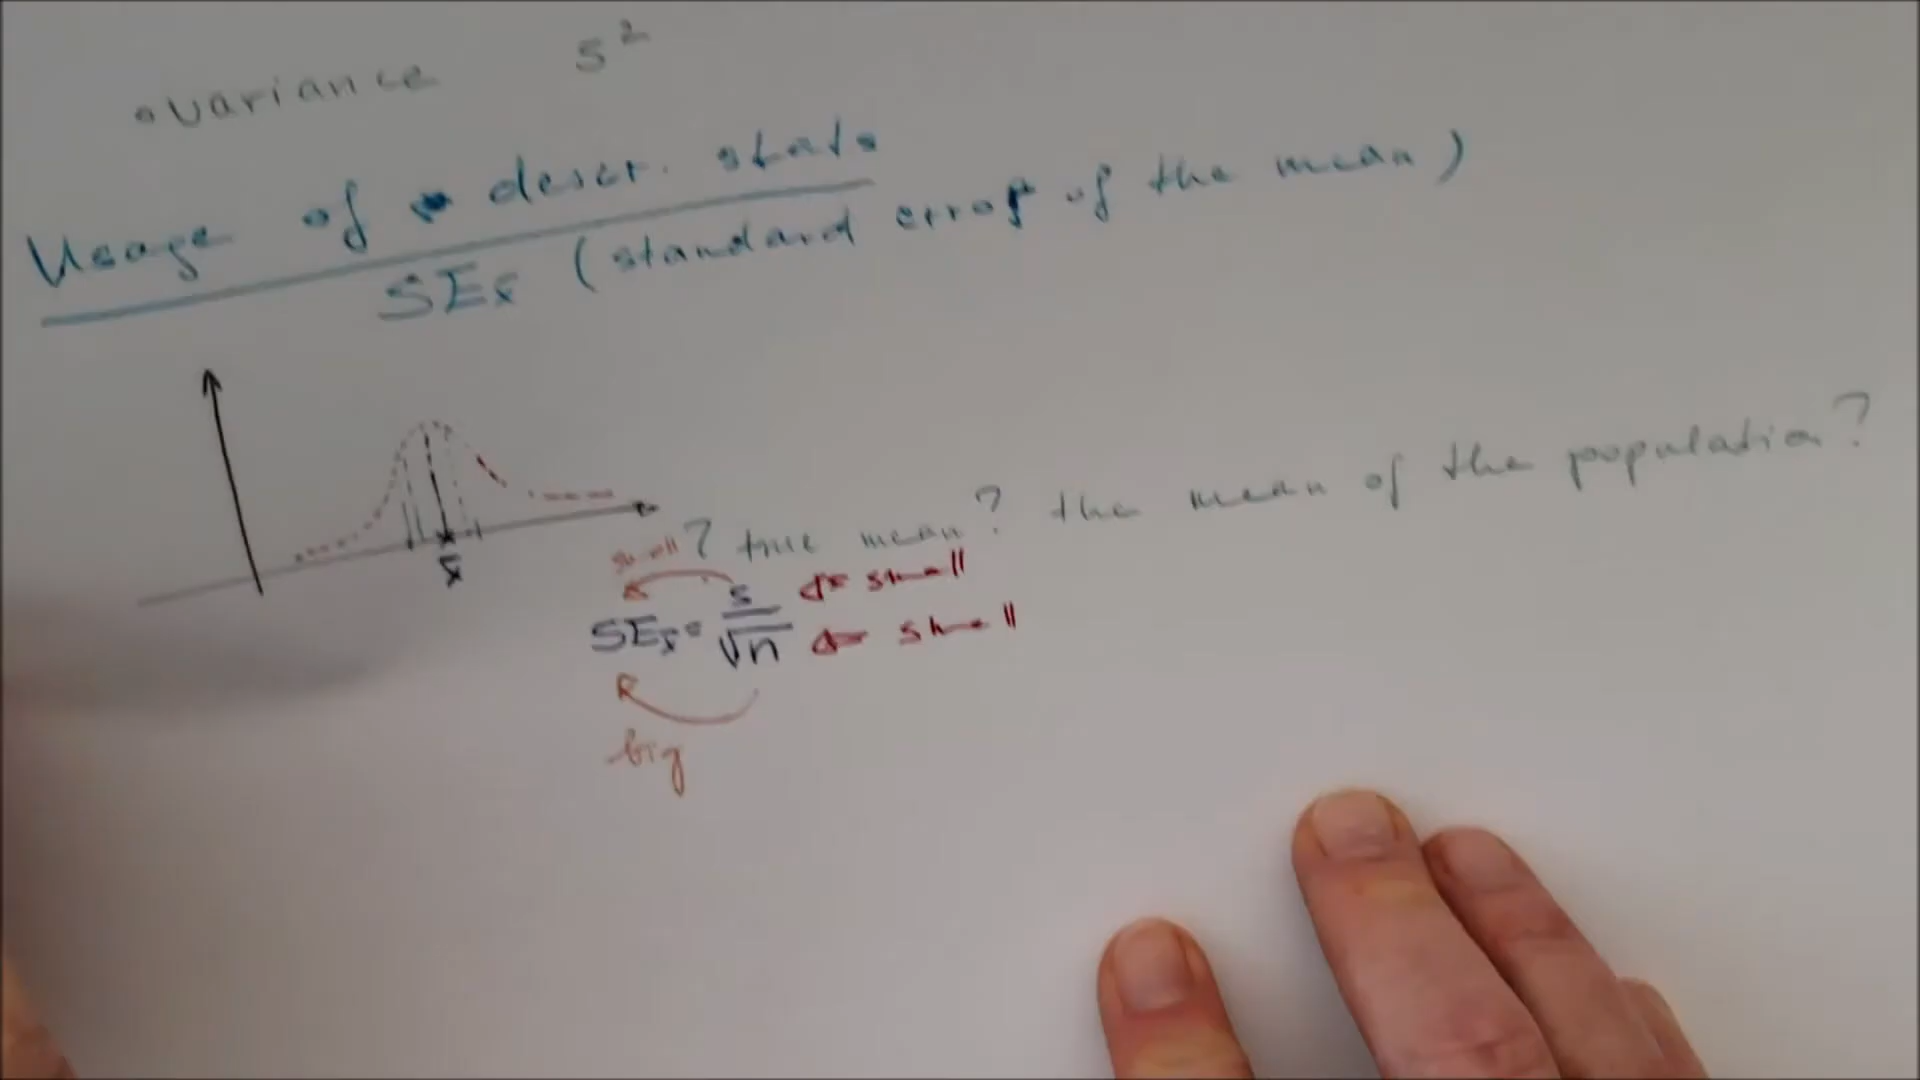 variance s²
Usage of descr. stats
SEx̄ (standard error of the mean)
x̄
? true mean? the mean of the population?
small
SEx̄ = s/√n
⇐ small
⇐ small
big